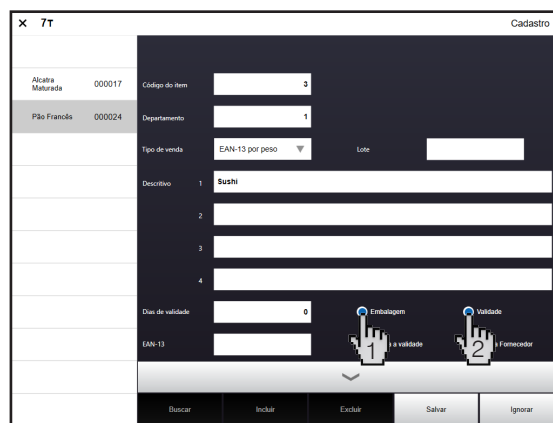 × 7T Cadastro
Alcatra
Maturada 000017
Pão Francês 000024
Código do item 3
Departamento 1
Tipo de venda EAN-13 por peso Lote
Descritivo 1 Sushi
2
3
4
Dias de validade 0 Embalagem Validade
EAN-13 a validade Fornecedor
1 2
Buscar Incluir Excluir Salvar Ignorar